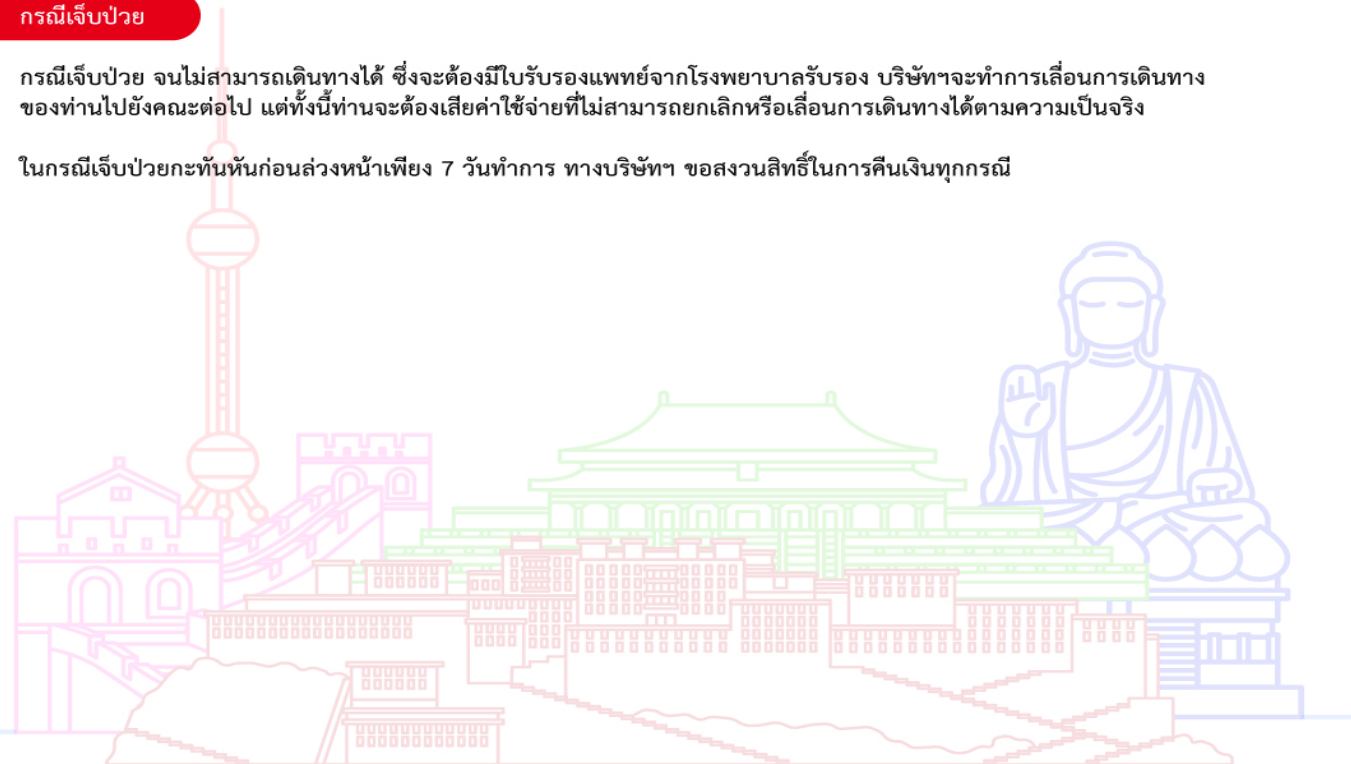 กรณีเจ็บป่วย
กรณีเจ็บป่วย จนไม่สามารถเดินทางได้ ซึ่งจะต้องมีใบรับรองแพทย์จากโรงพยาบาลรับรอง บริษัทฯจะทำการเลื่อนการเดินทาง
ของท่านไปยังคณะต่อไป แต่ทั้งนี้ท่านจะต้องเสียค่าใช้จ่ายที่ไม่สามารถยกเลิกหรือเลื่อนการเดินทางได้ตามความเป็นจริง
ในกรณีเจ็บป่วยกะทันหันก่อนล่วงหน้าเพียง 7 วันทำการ ทางบริษัทฯ ขอสงวนสิทธิ์ในการคืนเงินทุกกรณี